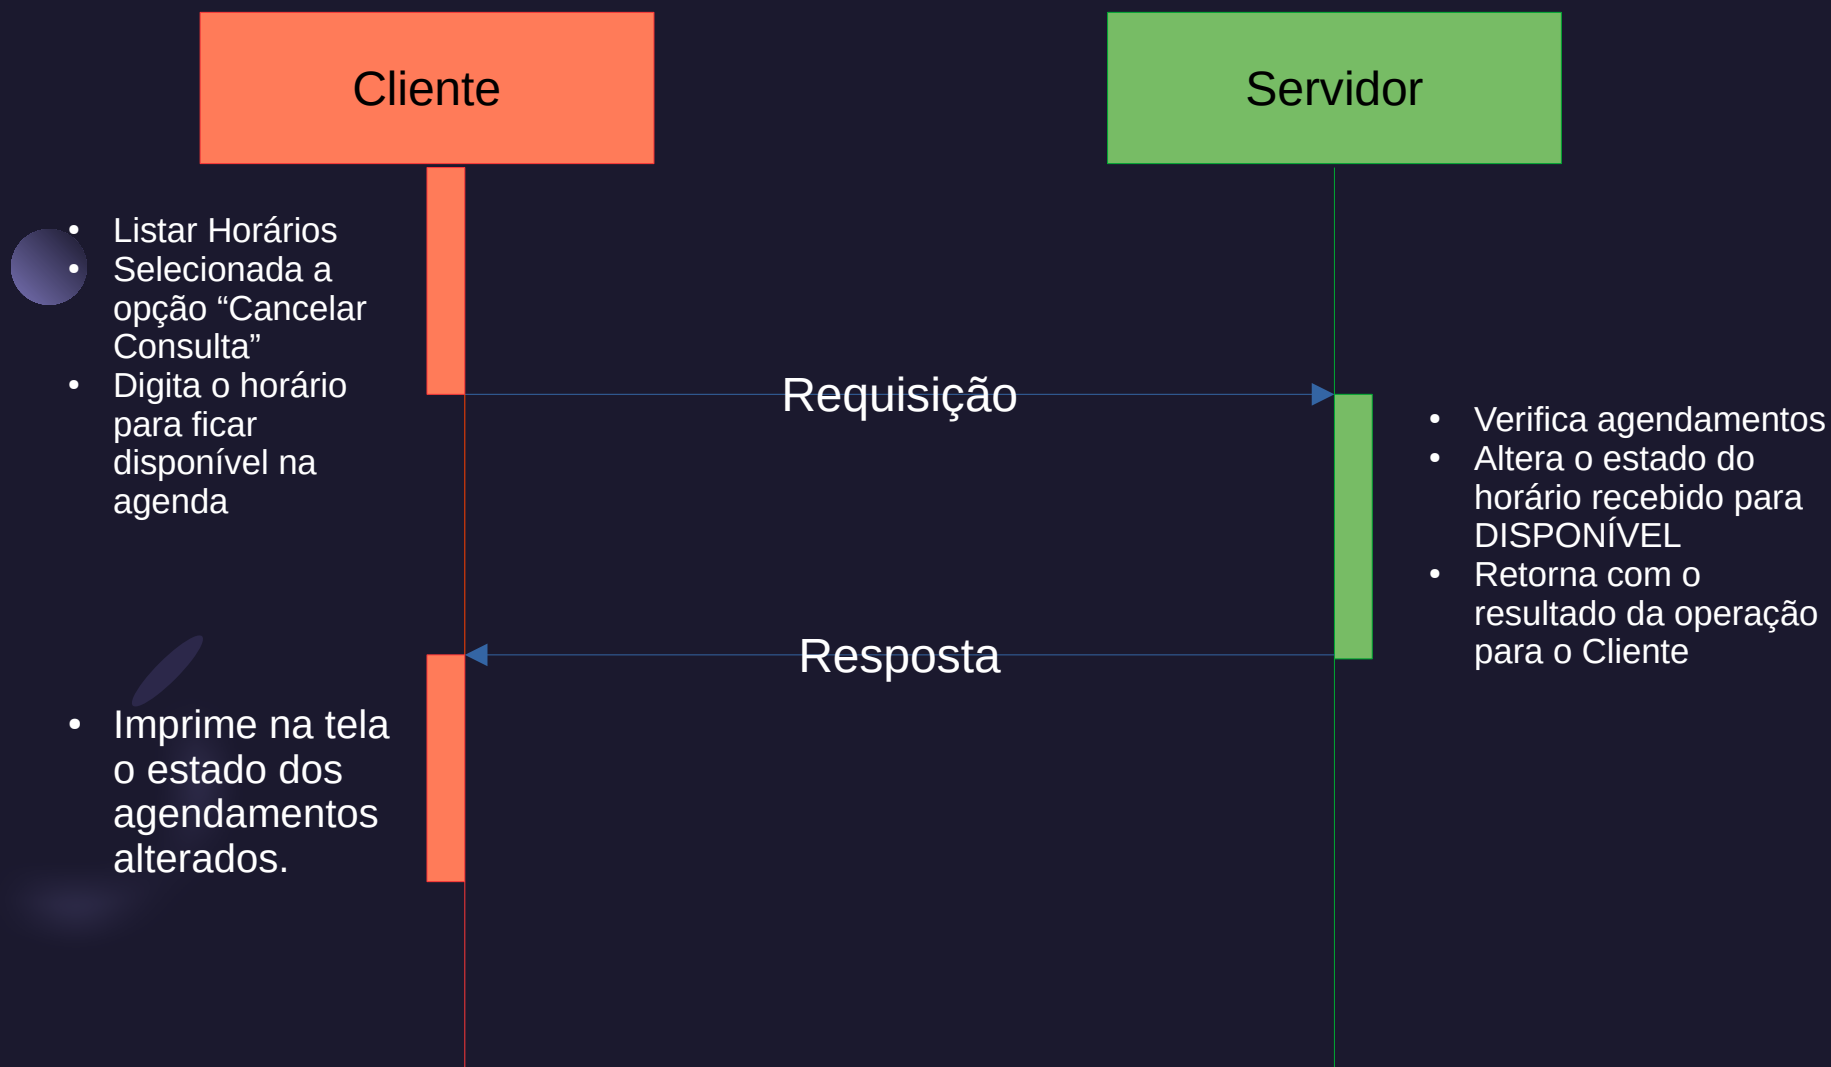 Cliente
Servidor
• Listar Horários
• Selecionada a
opção “Cancelar
Consulta”
• Digita o horário
para ficar
disponível na
agenda
Requisição
• Verifica agendamentos
• Altera o estado do
horário recebido para
DISPONÍVEL
• Retorna com o
resultado da operação
para o Cliente
Resposta
• Imprime na tela
o estado dos
agendamentos
alterados.